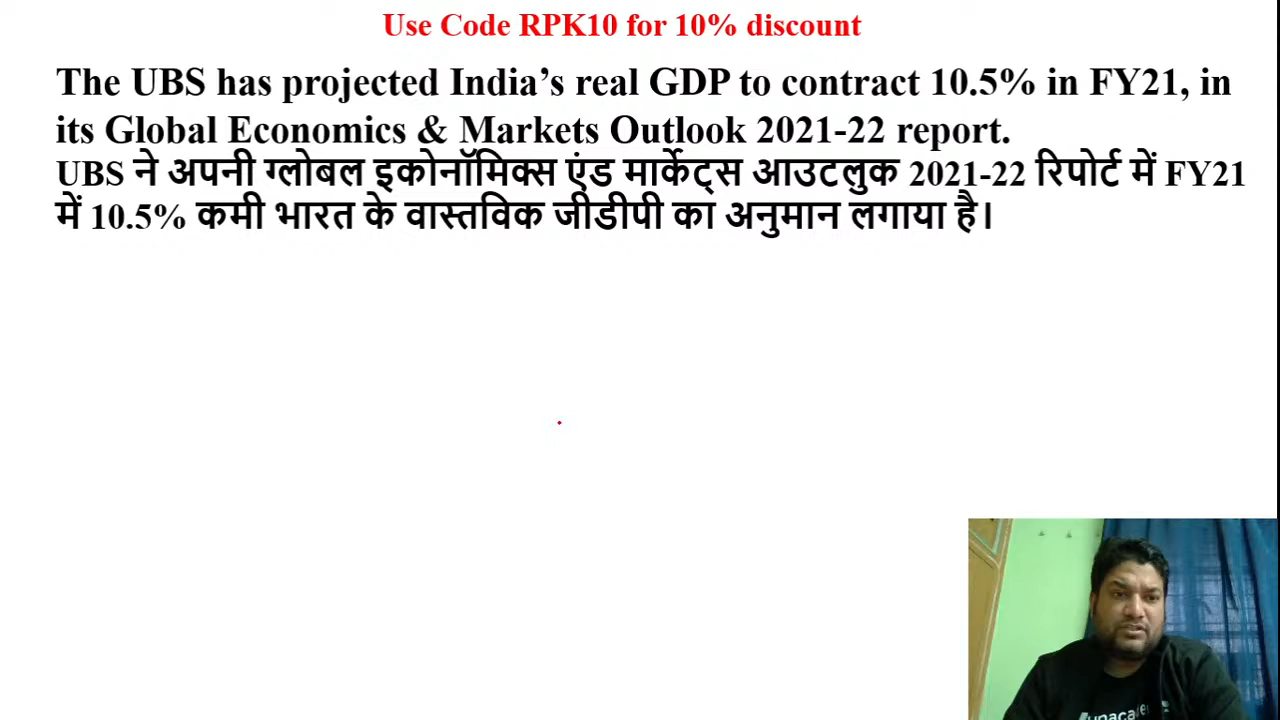 Use Code RPK10 for 10% discount
The UBS has projected India’s real GDP to contract 10.5% in FY21, in
its Global Economics & Markets Outlook 2021-22 report.
UBS ने अपनी ग्लोबल इकोनॉमिक्स एंड मार्केट्स आउटलुक 2021-22 रिपोर्ट में FY21
में 10.5% कमी भारत के वास्तविक जीडीपी का अनुमान लगाया है।